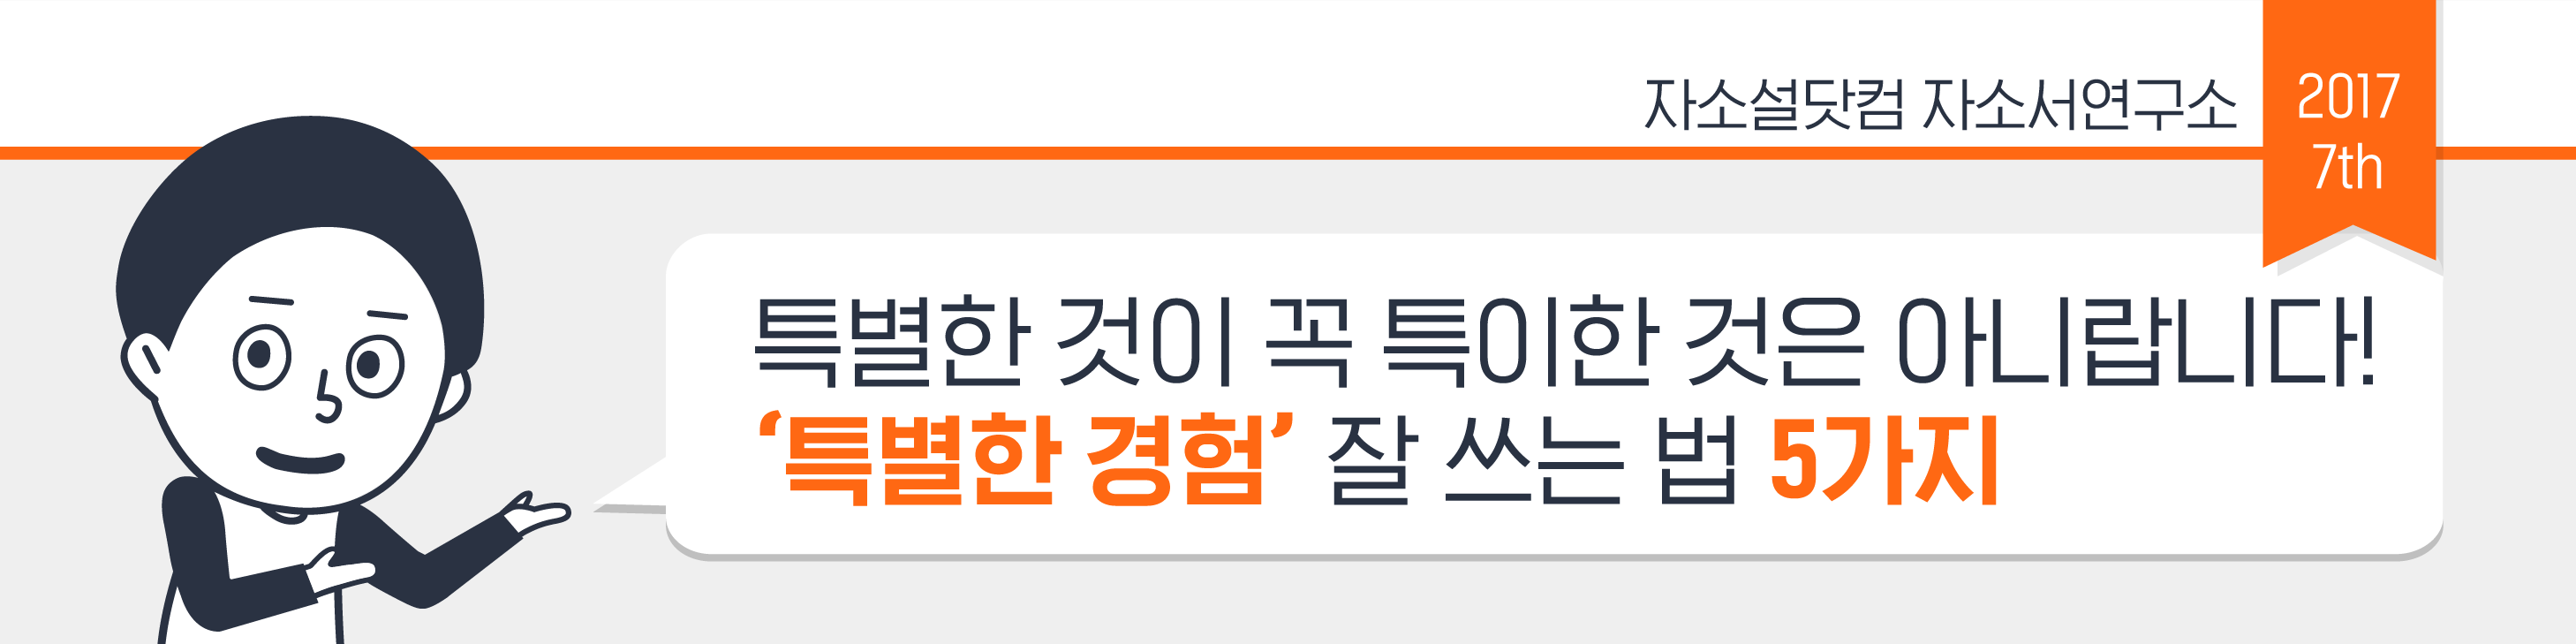 자소설닷컴 자소서연구소
2017
7th
특별한 것이 꼭 특이한 것은 아니랍니다!
‘특별한 경험’ 잘 쓰는 법 5가지